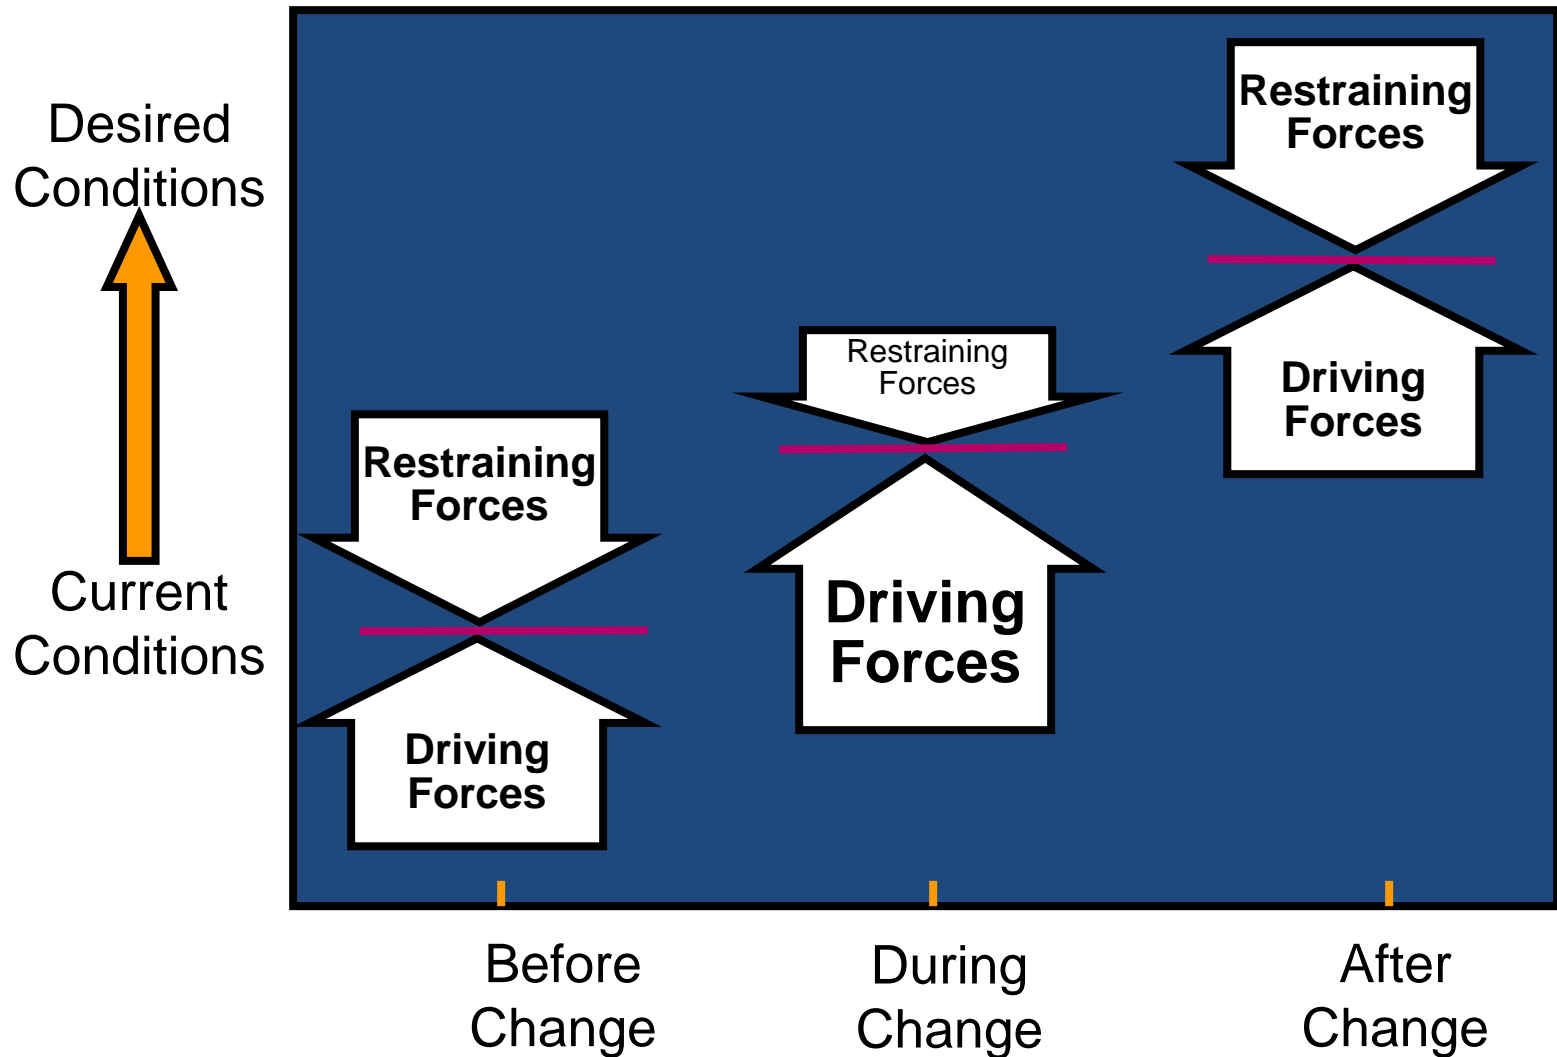 Desired
Conditions
Current
Conditions
Restraining
Forces
Driving
Forces
Restraining
Forces
Driving
Forces
Restraining
Forces
Driving
Forces
Before
Change
During
Change
After
Change